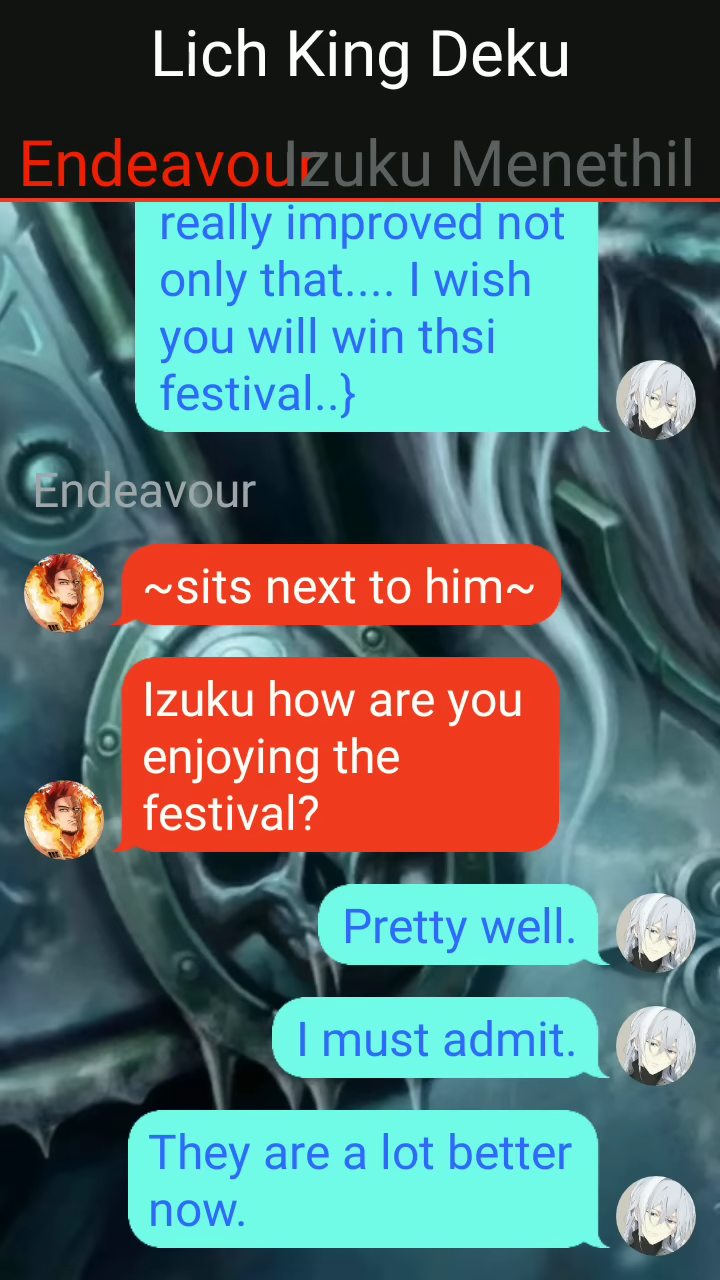 Lich King Deku
Endeavour Izuku Menethil
really improved not
only that.... I wish
you will win thsi
festival..}
Endeavour
~sits next to him~
Izuku how are you
enjoying the
festival?
Pretty well.
I must admit.
They are a lot better
now.